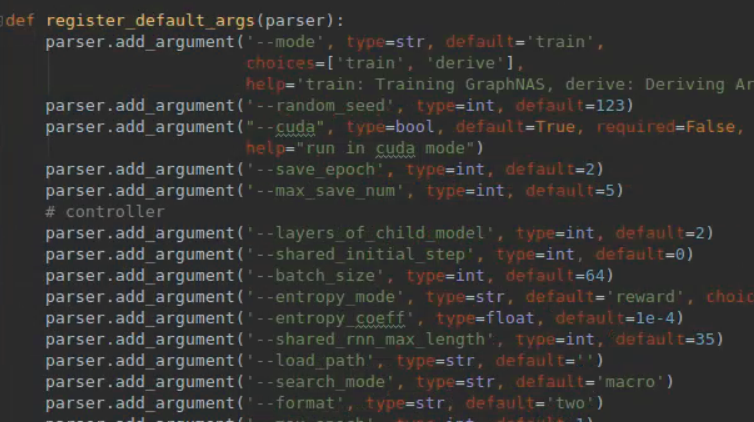 def register_default_args(parser):
    parser.add_argument('--mode', type=str, default='train',
                        choices=['train', 'derive'],
                        help='train: Training GraphNAS, derive: Deriving Ar
    parser.add_argument('--random_seed', type=int, default=123)
    parser.add_argument("--cuda", type=bool, default=True, required=False,
                        help="run in cuda mode")
    parser.add_argument('--save_epoch', type=int, default=2)
    parser.add_argument('--max_save_num', type=int, default=5)
    # controller
    parser.add_argument('--layers_of_child_model', type=int, default=2)
    parser.add_argument('--shared_initial_step', type=int, default=0)
    parser.add_argument('--batch_size', type=int, default=64)
    parser.add_argument('--entropy_mode', type=str, default='reward', choic
    parser.add_argument('--entropy_coeff', type=float, default=1e-4)
    parser.add_argument('--shared_rnn_max_length', type=int, default=35)
    parser.add_argument('--load_path', type=str, default='')
    parser.add_argument('--search_mode', type=str, default='macro')
    parser.add_argument('--format', type=str, default='two')